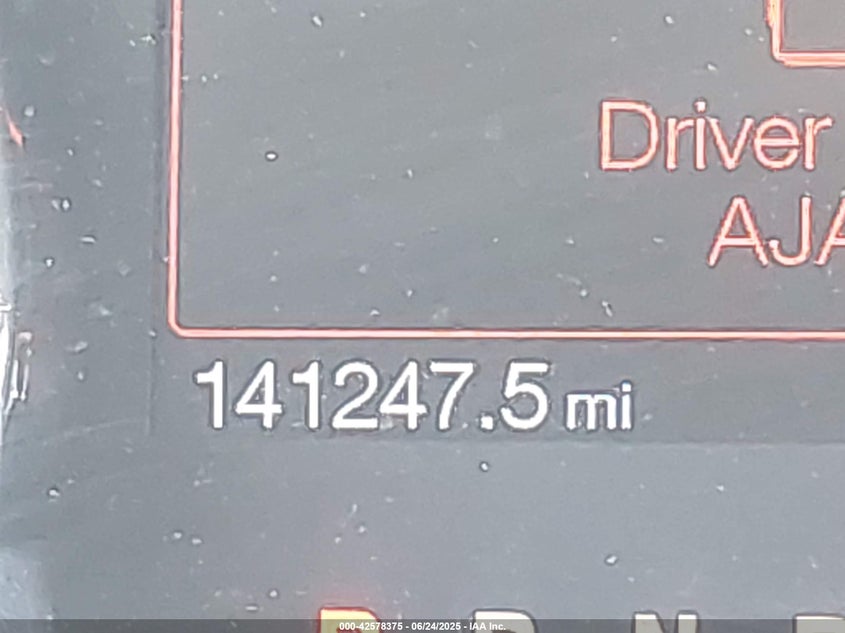 Driver
AJA
141247.5 mi
P R N D
000-42578375 - 06/24/2025 - IAA Inc.